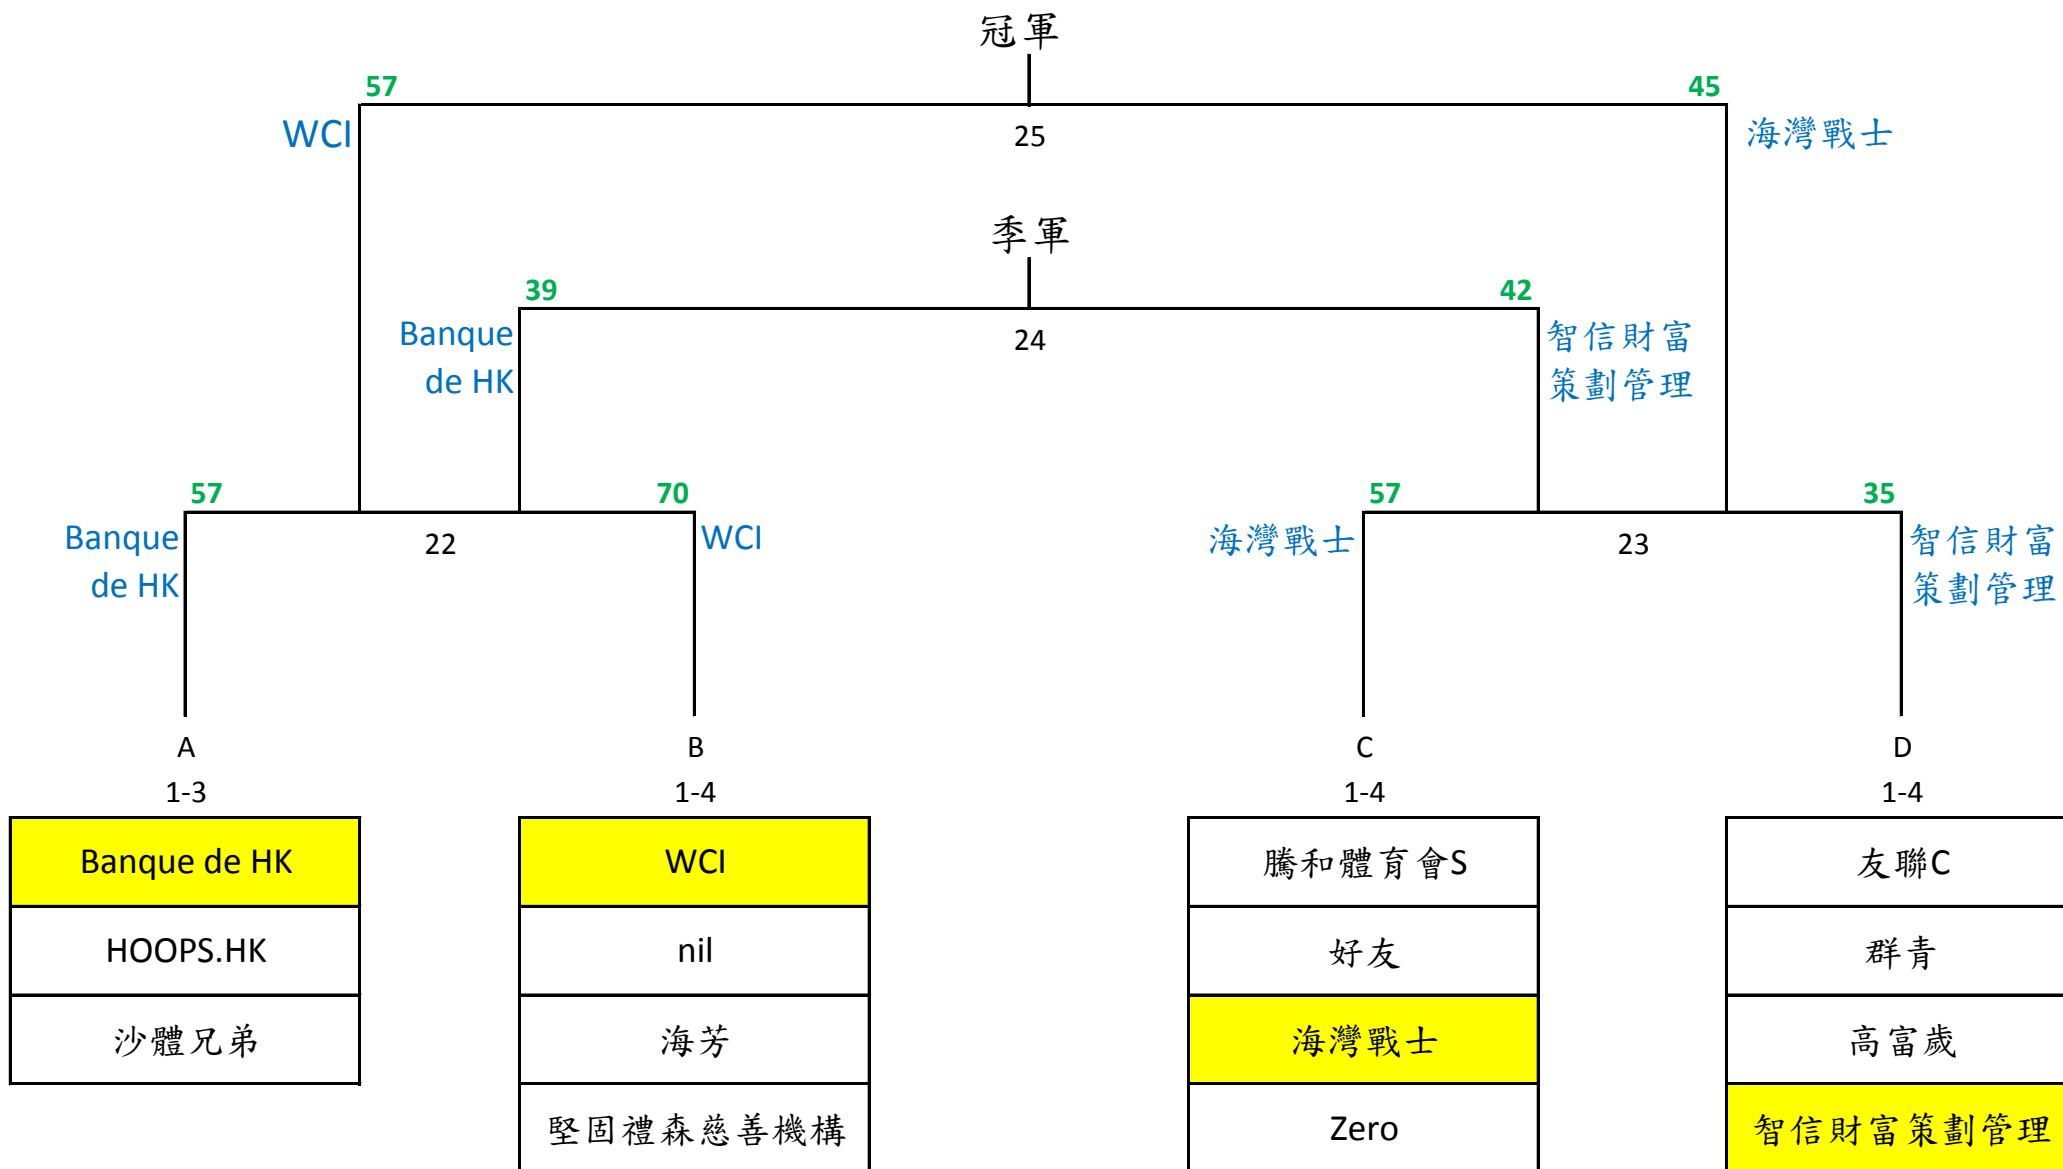 冠軍
57
45
WCI
25
海灣戰士
季軍
39
42
Banque
de HK
24
智信財富
策劃管理
57
70
57
35
Banque
de HK
22
WCI
海灣戰士
23
智信財富
策劃管理
A
B
C
D
1-3
1-4
1-4
1-4
Banque de HK
WCI
騰和體育會S
友聯C
HOOPS.HK
nil
好友
群青
沙體兄弟
海芳
海灣戰士
高富歲
堅固禮森慈善機構
Zero
智信財富策劃管理